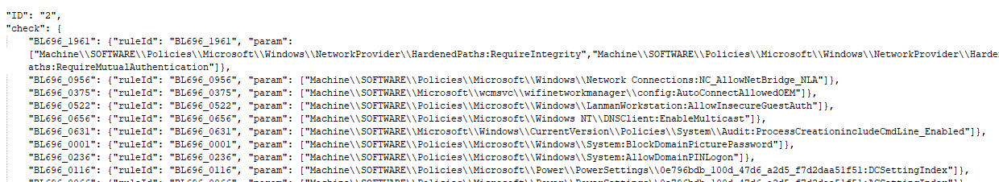 "ID": "2",
"check": {
"BL696_1961": {"ruleId": "BL696_1961", "param":
["Machine\\SOFTWARE\\Policies\\Microsoft\\Windows\\NetworkProvider\\HardenedPaths:RequireIntegrity","Machine\\SOFTWARE\\Policies\\Microsoft\\Windows\\NetworkProvider\\Harde
aths:RequireMutualAuthentication"]},
"BL696_0956": {"ruleId": "BL696_0956", "param": ["Machine\\SOFTWARE\\Policies\\Microsoft\\Windows\\Network Connections:NC_AllowNetBridge_NLA"]},
"BL696_0375": {"ruleId": "BL696_0375", "param": ["Machine\\SOFTWARE\\Microsoft\\wcmsvc\\wifinetworkmanager\\config:AutoConnectAllowedOEM"]},
"BL696_0522": {"ruleId": "BL696_0522", "param": ["Machine\\SOFTWARE\\Policies\\Microsoft\\Windows\\LanmanWorkstation:AllowInsecureGuestAuth"]},
"BL696_0656": {"ruleId": "BL696_0656", "param": ["Machine\\SOFTWARE\\Policies\\Microsoft\\Windows NT\\DNSClient:EnableMulticast"]},
"BL696_0631": {"ruleId": "BL696_0631", "param": ["Machine\\SOFTWARE\\Microsoft\\Windows\\CurrentVersion\\Policies\\System\\Audit:ProcessCreationincludeCmdLine_Enabled"]},
"BL696_0001": {"ruleId": "BL696_0001", "param": ["Machine\\SOFTWARE\\Policies\\Microsoft\\Windows\\System:BlockDomainPicturePassword"]},
"BL696_0236": {"ruleId": "BL696_0236", "param": ["Machine\\SOFTWARE\\Policies\\Microsoft\\Windows\\System:AllowDomainPINLogon"]},
"BL696_0116": {"ruleId": "BL696_0116", "param": ["Machine\\SOFTWARE\\Policies\\Microsoft\\Power\\PowerSettings\\0e796bdb_100d_47d6_a2d5_f7d2daa51f51:DCSettingIndex"]},